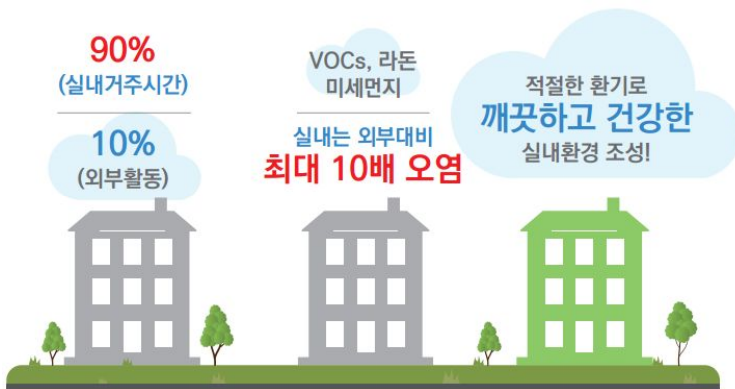 90%
(실내거주시간)
10%
(외부활동)
VOCs, 라돈
미세먼지
실내는 외부대비
최대 10배 오염
적절한 환기로
깨끗하고 건강한
실내환경 조성!